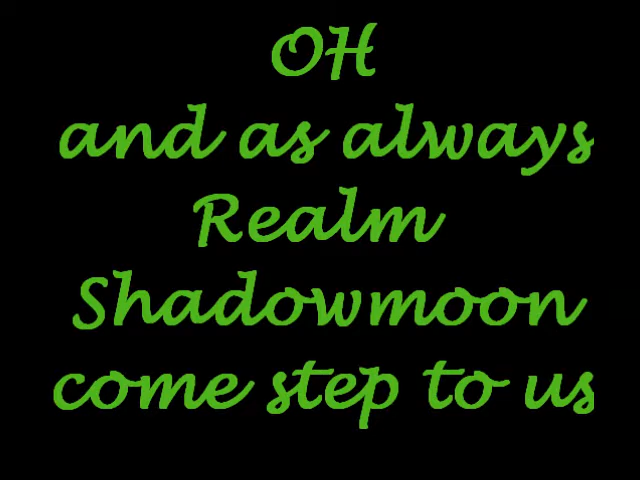 OH
and as always
Realm
Shadowmoon
come step to us